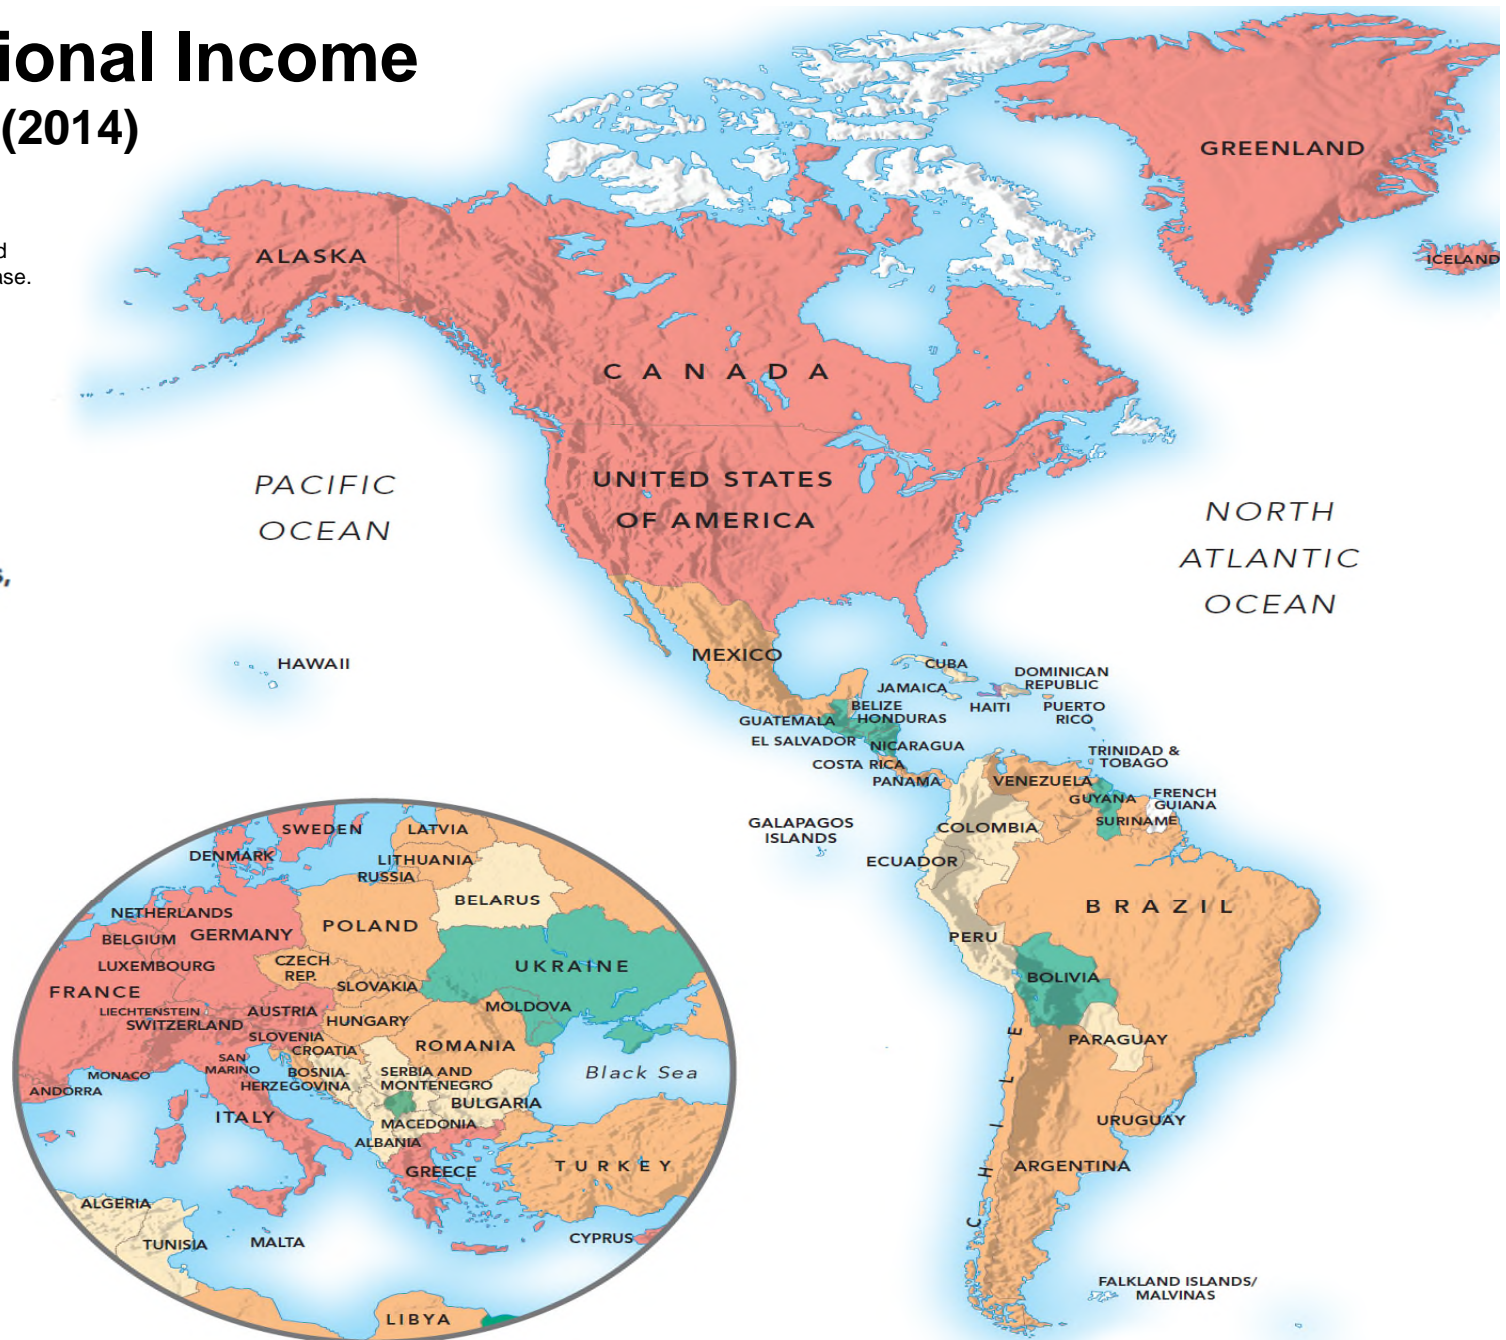 ional Income
(2014)
d
ase.
s,
GREENLAND
ICELAND
ALASKA
CANADA
UNITED STATES
OF AMERICA
PACIFIC
OCEAN
NORTH
ATLANTIC
OCEAN
HAWAII
MEXICO
CUBA
DOMINICAN
REPUBLIC
JAMAICA
HAITI
PUERTO
RICO
BELIZE
HONDURAS
GUATEMALA
EL SALVADOR
NICARAGUA
COSTA RICA
PANAMA
TRINIDAD &
TOBAGO
VENEZUELA
GUYANA
FRENCH
GUIANA
SURINAME
COLOMBIA
GALAPAGOS
ISLANDS
ECUADOR
BRAZIL
PERU
BOLIVIA
PARAGUAY
CHILE
URUGUAY
ARGENTINA
FALKLAND ISLANDS/
MALVINAS
SWEDEN
LATVIA
DENMARK
LITHUANIA
RUSSIA
BELARUS
NETHERLANDS
POLAND
BELGIUM
GERMANY
LUXEMBOURG
CZECH
REP.
UKRAINE
FRANCE
SLOVAKIA
LIECHTENSTEIN
AUSTRIA
MOLDOVA
SWITZERLAND
HUNGARY
SLOVENIA
CROATIA
ROMANIA
SAN
MARINO
BOSNIA-
HERZEGOVINA
SERBIA AND
MONTENEGRO
Black Sea
MONACO
ANDORRA
BULGARIA
ITALY
MACEDONIA
ALBANIA
GREECE
TURKEY
ALGERIA
TUNISIA
MALTA
CYPRUS
LIBYA